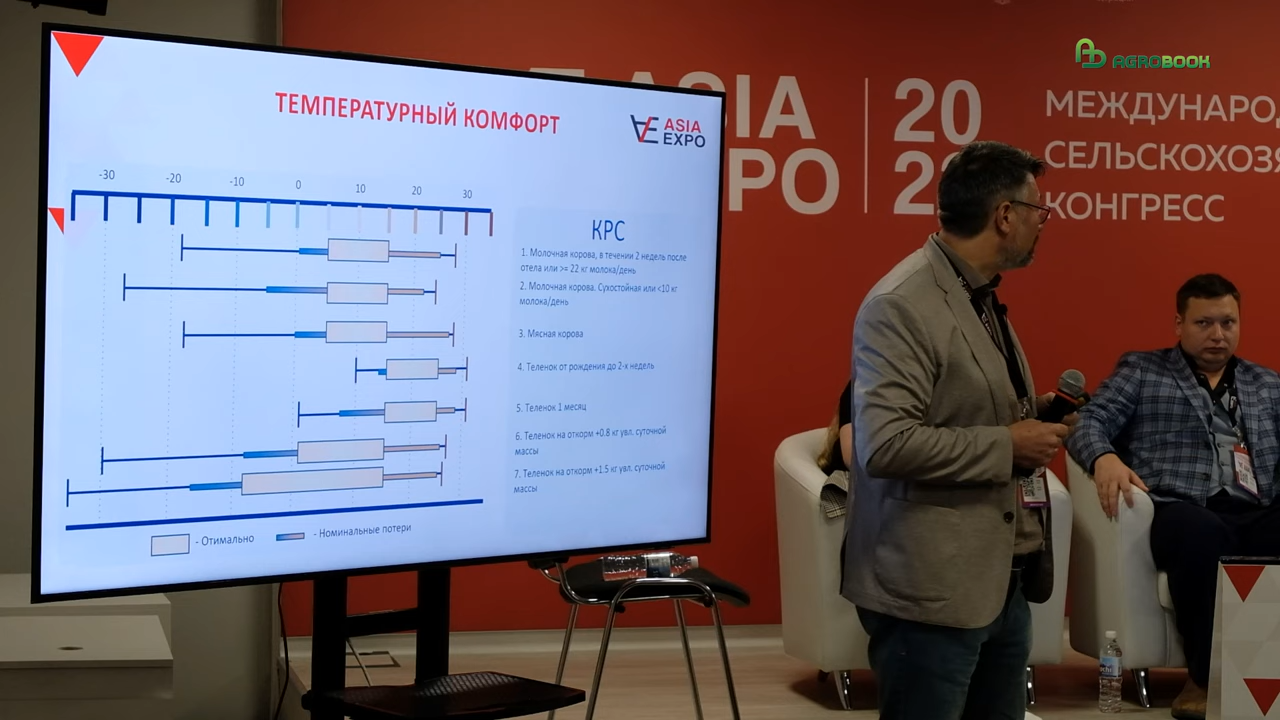 AGROBOOK
ТЕМПЕРАТУРНЫЙ КОМФОРТ
ASIA
EXPO
-30 -20 -10 0 10 20 30
КРС
1. Молочная корова, в течении 2 недель после
отела или >= 22 кг молока/день
2. Молочная корова. Сухостойная или <10 кг
молока/день
3. Мясная корова
4. Теленок от рождения до 2-х недель
5. Теленок 1 месяц
6. Теленок на откорм +0.8 кг увл. суточной
массы
7. Теленок на откорм +1.5 кг увл. суточной
массы
- Отимально
- Номинальные потери
ASIA
PO
20
2
МЕЖДУНАРОД
СЕЛЬСКОХОЗЯ
КОНГРЕСС